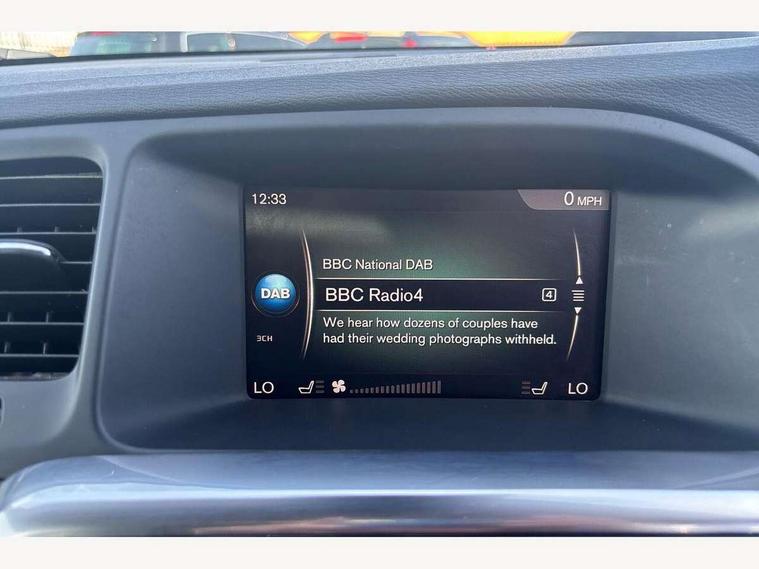 12:33
0 MPH
BBC National DAB
DAB
BBC Radio4
4
We hear how dozens of couples have
had their wedding photographs withheld.
3CH
LO
LO